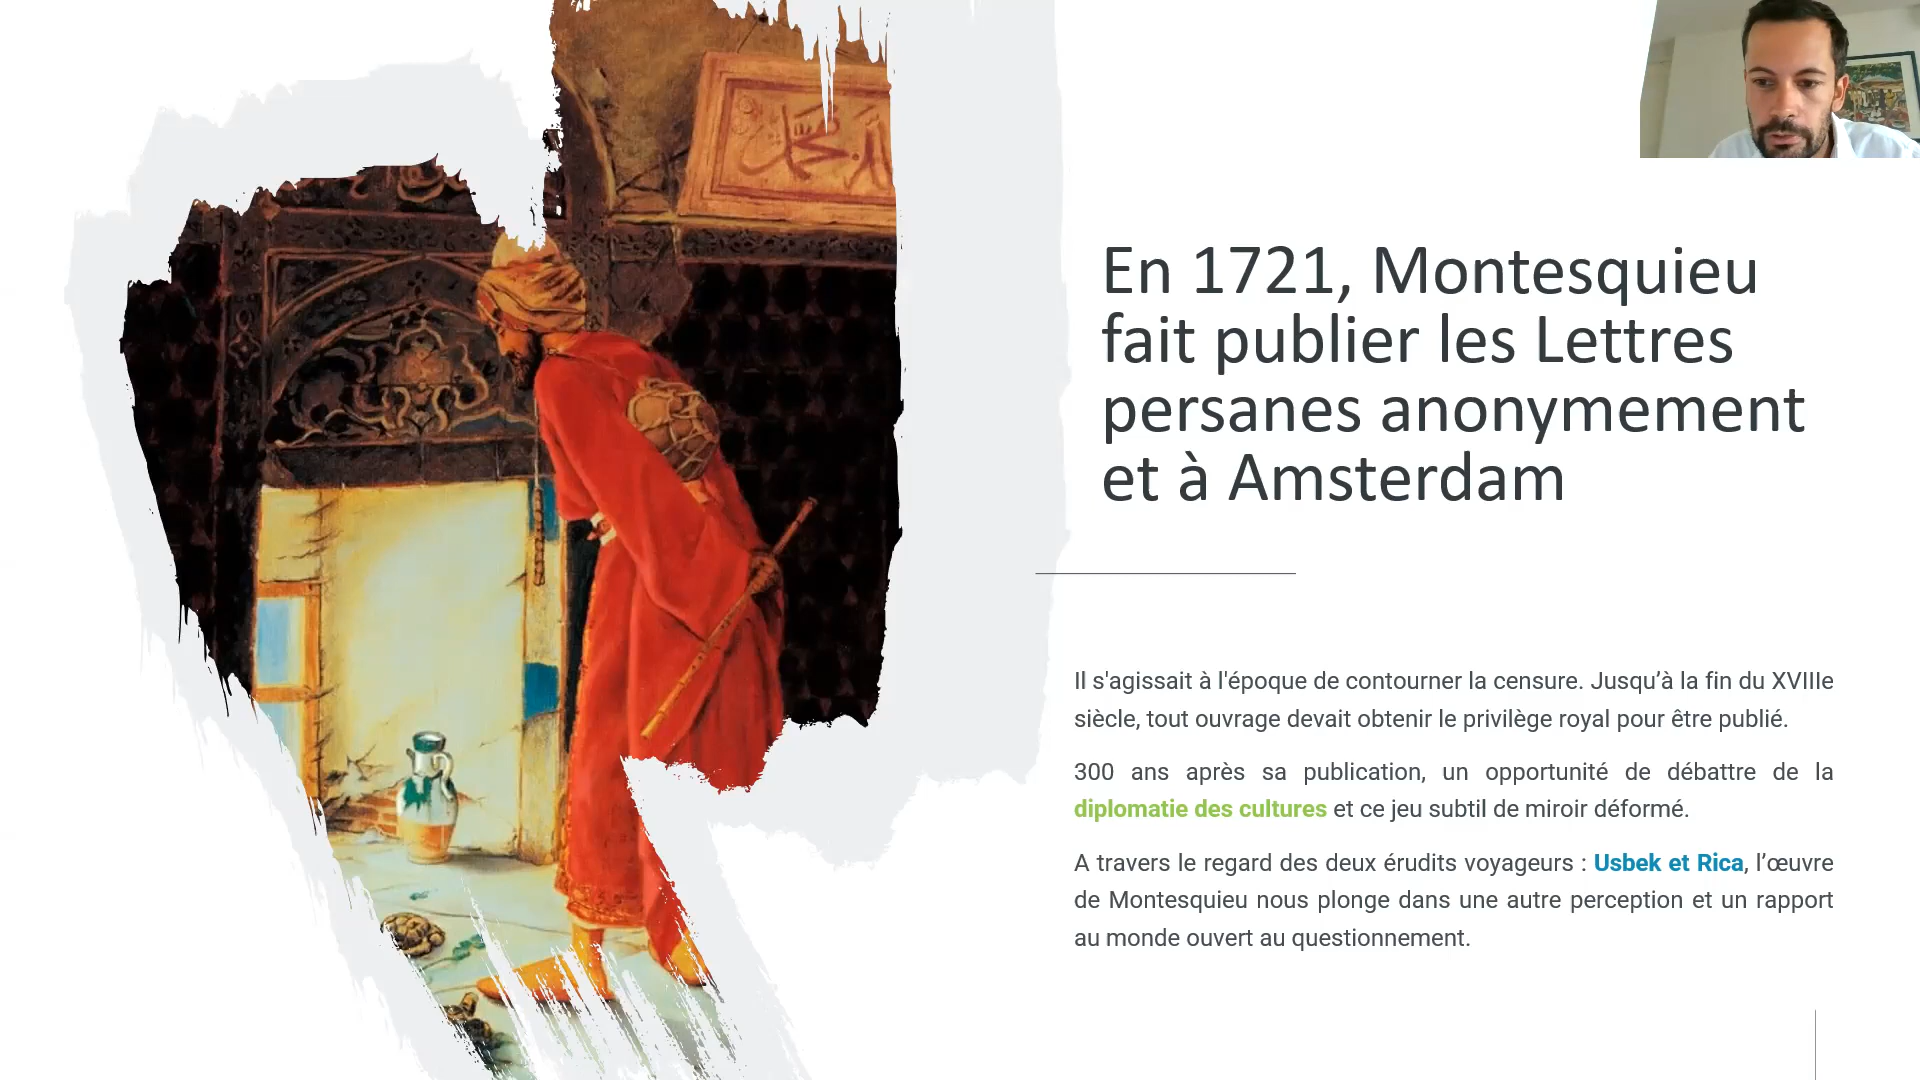 En 1721, Montesquieu
fait publier les Lettres
persanes anonymement
et à Amsterdam
Il s'agissait à l'époque de contourner la censure. Jusqu’à la fin du XVIIIe
siècle, tout ouvrage devait obtenir le privilège royal pour être publié.
300 ans après sa publication, un opportunité de débattre de la
diplomatie des cultures et ce jeu subtil de miroir déformé.
A travers le regard des deux érudits voyageurs : Usbek et Rica, l’œuvre
de Montesquieu nous plonge dans une autre perception et un rapport
au monde ouvert au questionnement.